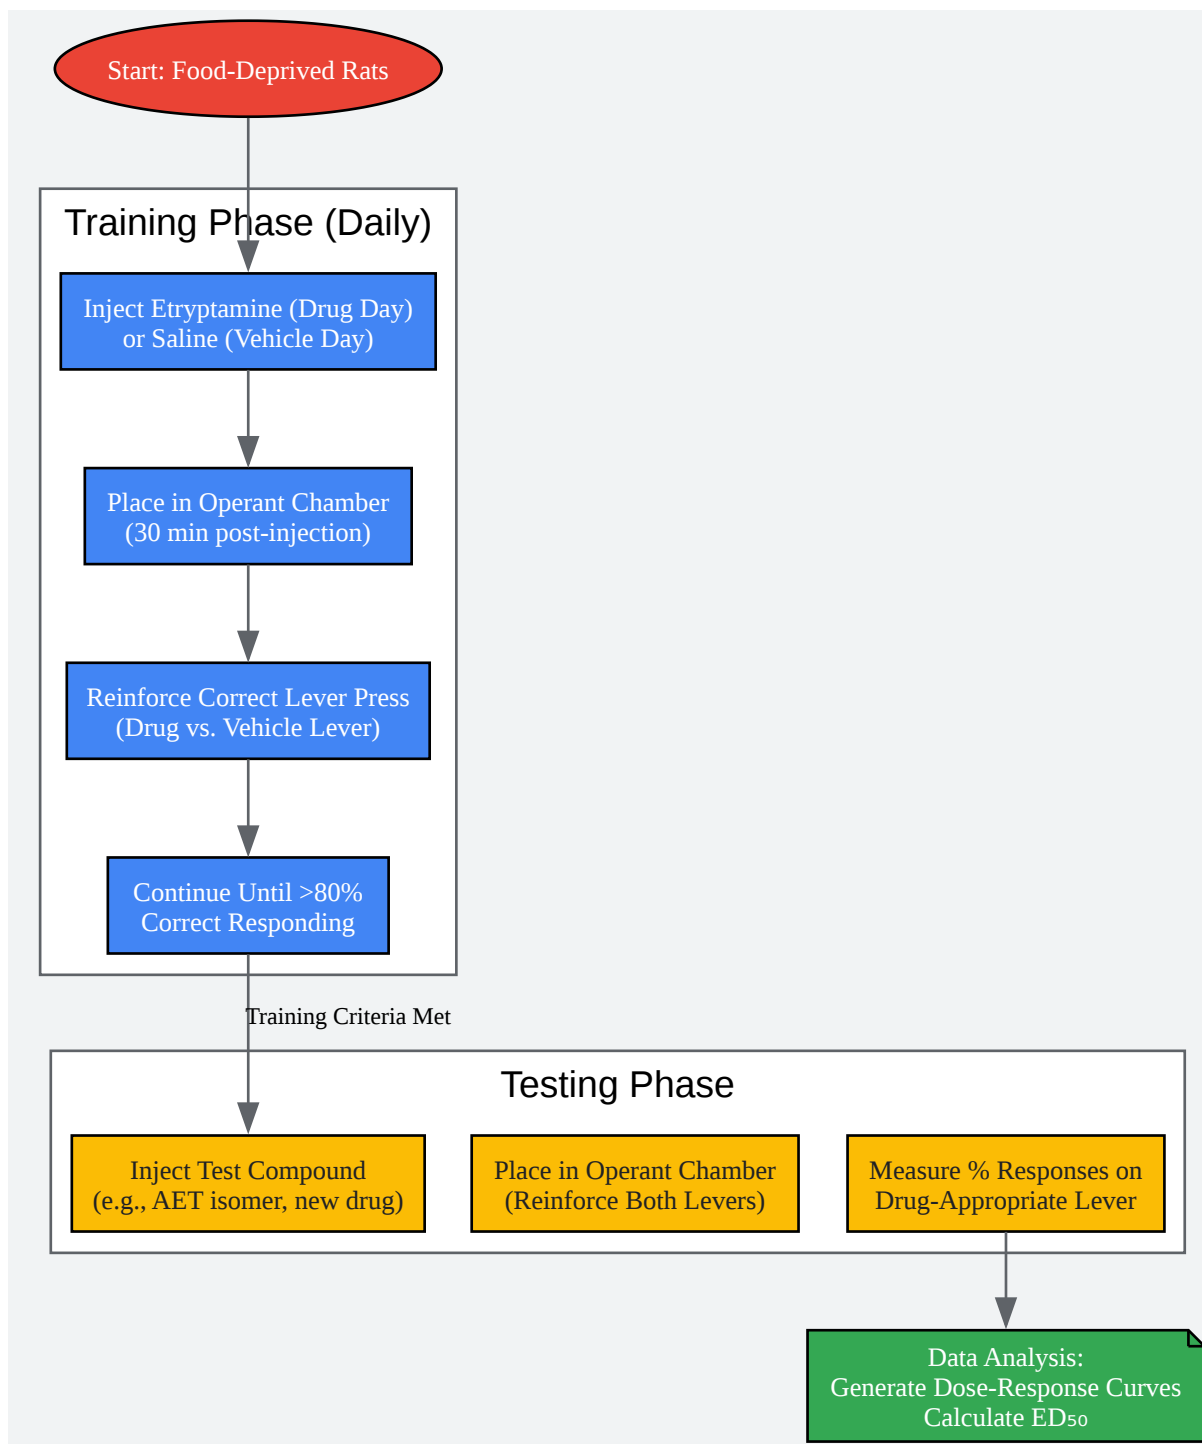 Start: Food-Deprived Rats
Training Phase (Daily)
Inject Etryptamine (Drug Day)
or Saline (Vehicle Day)
Place in Operant Chamber
(30 min post-injection)
Reinforce Correct Lever Press
(Drug vs. Vehicle Lever)
Continue Until >80%
Correct Responding
Training Criteria Met
Testing Phase
Inject Test Compound
(e.g., AET isomer, new drug)
Place in Operant Chamber
(Reinforce Both Levers)
Measure % Responses on
Drug-Appropriate Lever
Data Analysis:
Generate Dose-Response Curves
Calculate ED₅₀